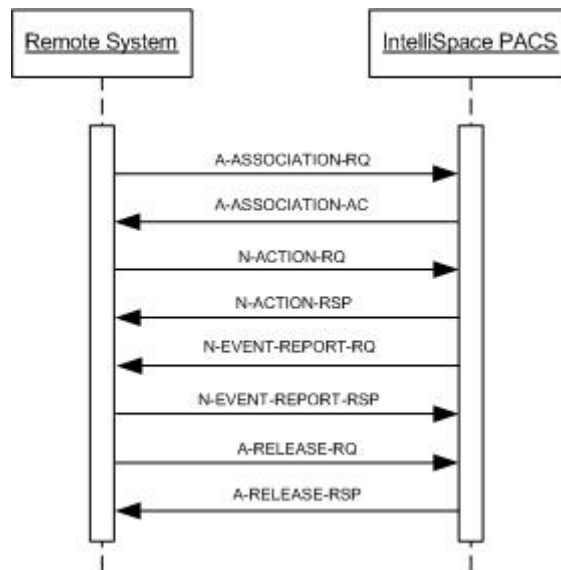 Remote System
IntelliSpace PACS
A-ASSOCIATION-RQ
A-ASSOCIATION-AC
N-ACTION-RQ
N-ACTION-RSP
N-EVENT-REPORT-RQ
N-EVENT-REPORT-RSP
A-RELEASE-RQ
A-RELEASE-RSP